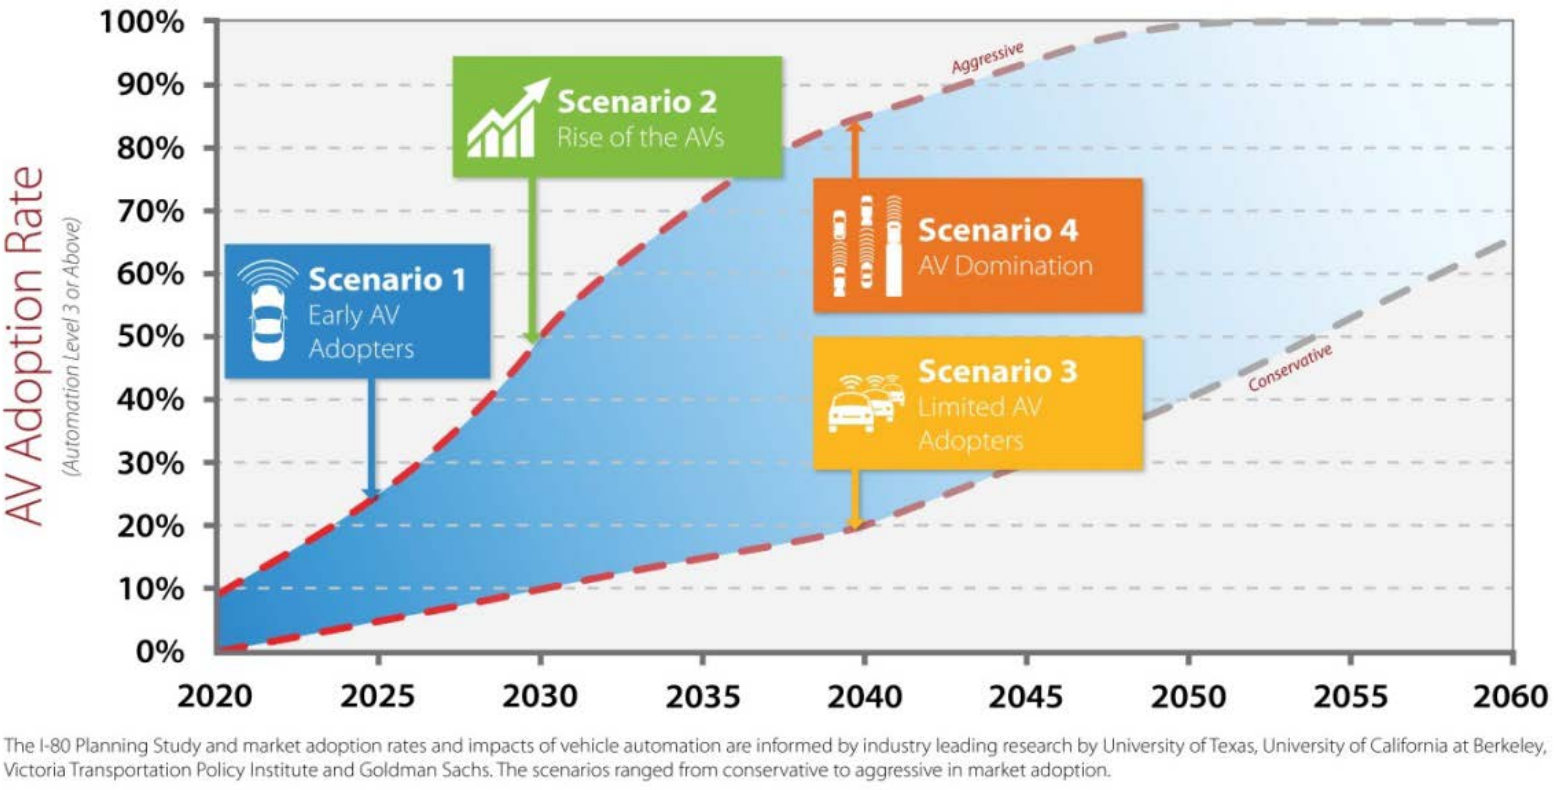 AV Adoption Rate
(Automation Level 3 or Above)
100%
90%
80%
70%
60%
50%
40%
30%
20%
10%
0%
Scenario 1
Early AV
Adopters
Scenario 2
Rise of the AVs
Aggressive
Scenario 4
AV Domination
Scenario 3
Limited AV
Adopters
Conservative
2020 2025 2030 2035 2040 2045 2050 2055 2060
The I-80 Planning Study and market adoption rates and impacts of vehicle automation are informed by industry leading research by University of Texas, University of California at Berkeley,
Victoria Transportation Policy Institute and Goldman Sachs. The scenarios ranged from conservative to aggressive in market adoption.